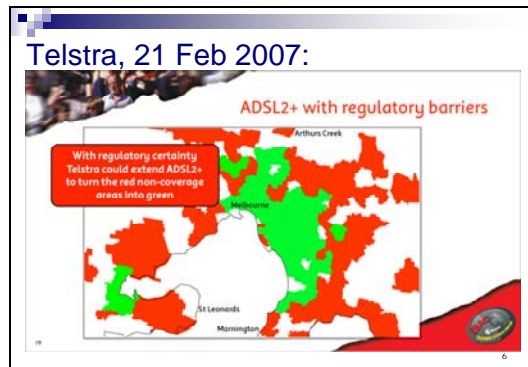 Telstra, 21 Feb 2007:
ADSL2+ with regulatory barriers
With regulatory certainty
Telstra could extend ADSL2+
to turn the red non-coverage
areas into green
Arthurs Creek
Melbourne
St Leonards
Mornington
19
6